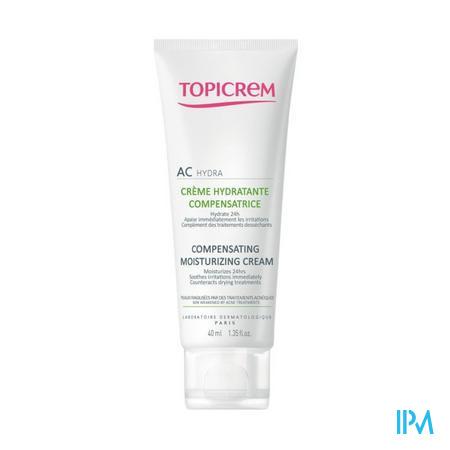 TOPICREM
AC HYDRA
CRÈME HYDRATANTE
COMPENSATRICE
Hydrate 24h
Apaise immédiatement les irritations
Complément des traitements desséchants
COMPENSATING
MOISTURIZING CREAM
Moisturizes 24hrs
Soothes irritations immediately
Counteracts drying treatments
PEAUX FRAGILISÉES PAR DES TRAITEMENTS ACNÉIQUES
SKIN WEAKENED BY ACNE TREATMENTS
40 ml 1.35 fl.oz.
LABORATOIRE DERMATOLOGIQUE
PARIS
IPM